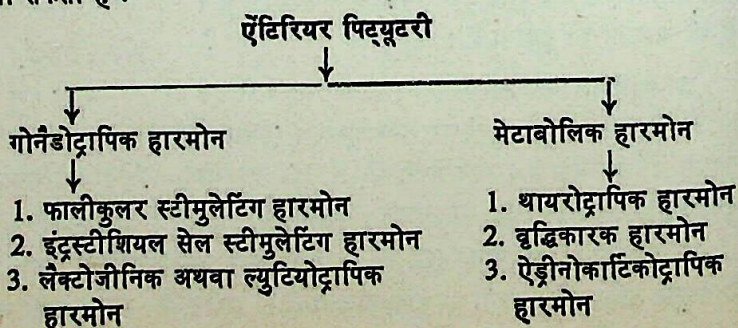 ऐंटिरियर पिट्यूटरी
गोनैडोट्रापिक हारमोन
1. फालीकुलर स्टीमुलेटिंग हारमोन
2. इंट्रस्टीशियल सेल स्टीमुलेटिंग हारमोन
3. लैक्टोजीनिक अथवा ल्युटियोट्रापिक
हारमोन
मेटाबोलिक हारमोन
1. थायरोट्रापिक हारमोन
2. वृद्धिकारक हारमोन
3. ऐड्रीनोकार्टिकोट्रापिक
हारमोन